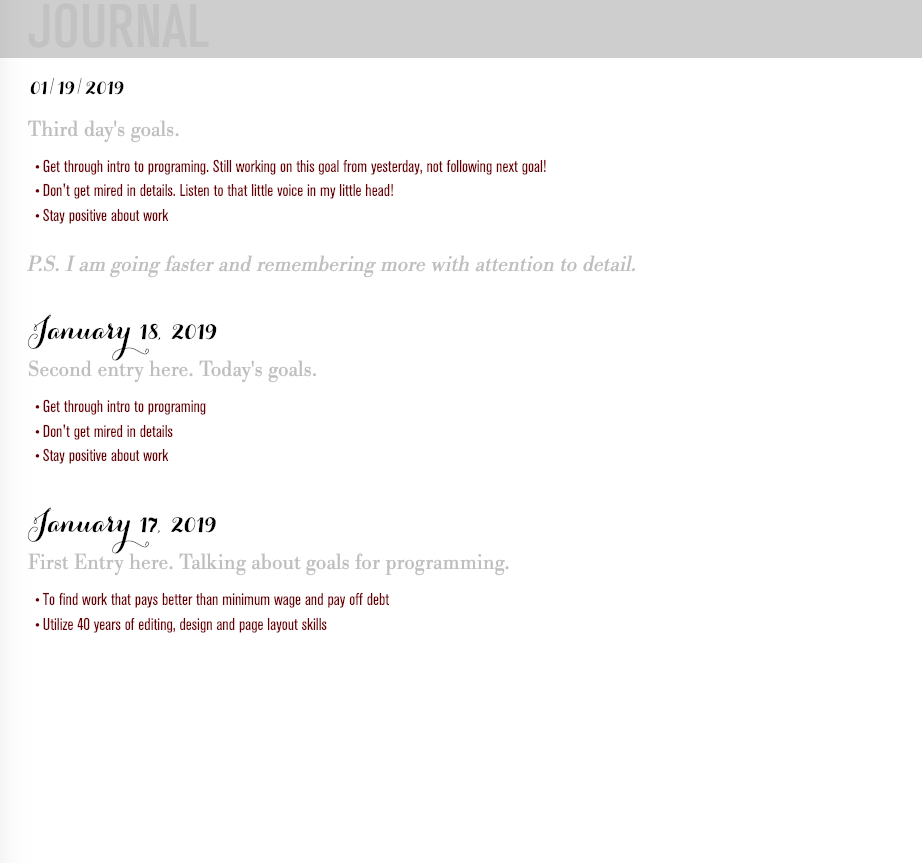 JOURNAL
01/19/2019
Third day's goals.
• Get through intro to programing. Still working on this goal from yesterday, not following next goal!
• Don't get mired in details. Listen to that little voice in my little head!
• Stay positive about work
P.S. I am going faster and remembering more with attention to detail.
January 18, 2019
Second entry here. Today's goals.
• Get through intro to programing
• Don't get mired in details
• Stay positive about work
January 17, 2019
First Entry here. Talking about goals for programming.
• To find work that pays better than minimum wage and pay off debt
• Utilize 40 years of editing, design and page layout skills